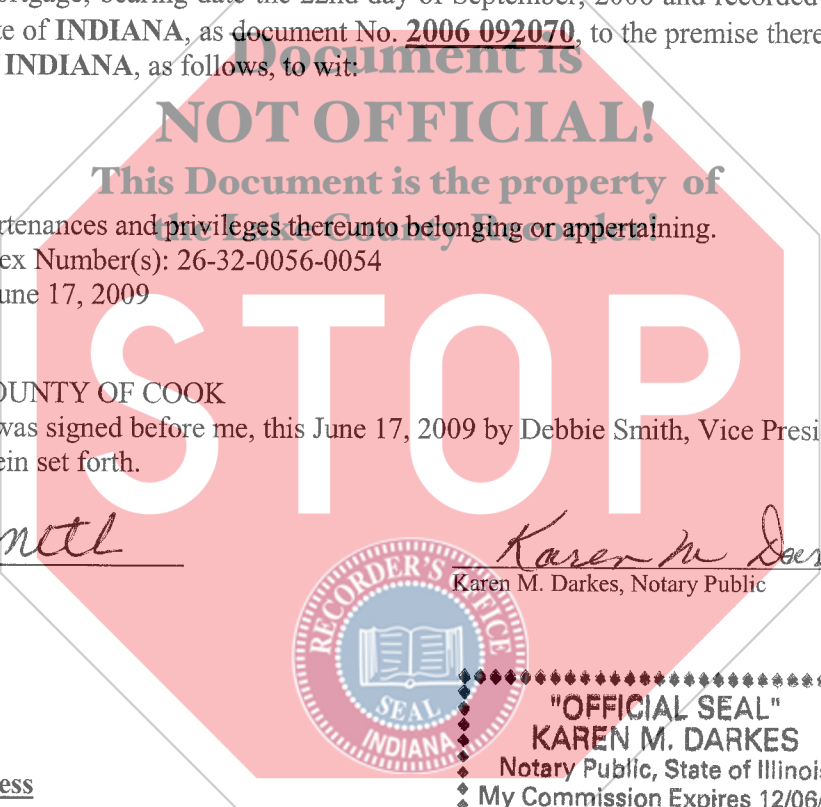 ortgage, bearing date the 22nd day of September, 2006 and recorded
te of INDIANA, as document No. 2006 092070, to the premise there
INDIANA, as follows, to wit:
Document is
NOT OFFICIAL!
This Document is the property of
the Lake County Recorder!
rtenances and privileges thereunto belonging or appertaining.
ex Number(s): 26-32-0056-0054
une 17, 2009
STOP
OUNTY OF COOK
was signed before me, this June 17, 2009 by Debbie Smith, Vice Presi
ein set forth.
Karen M
Karen M. Darkes, Notary Public
RECORDER'S OFFICE
SEAL
INDIANA
"OFFICIAL SEAL"
KAREN M. DARKES
Notary Public, State of Illinois
My Commission Expires 12/06/
ess